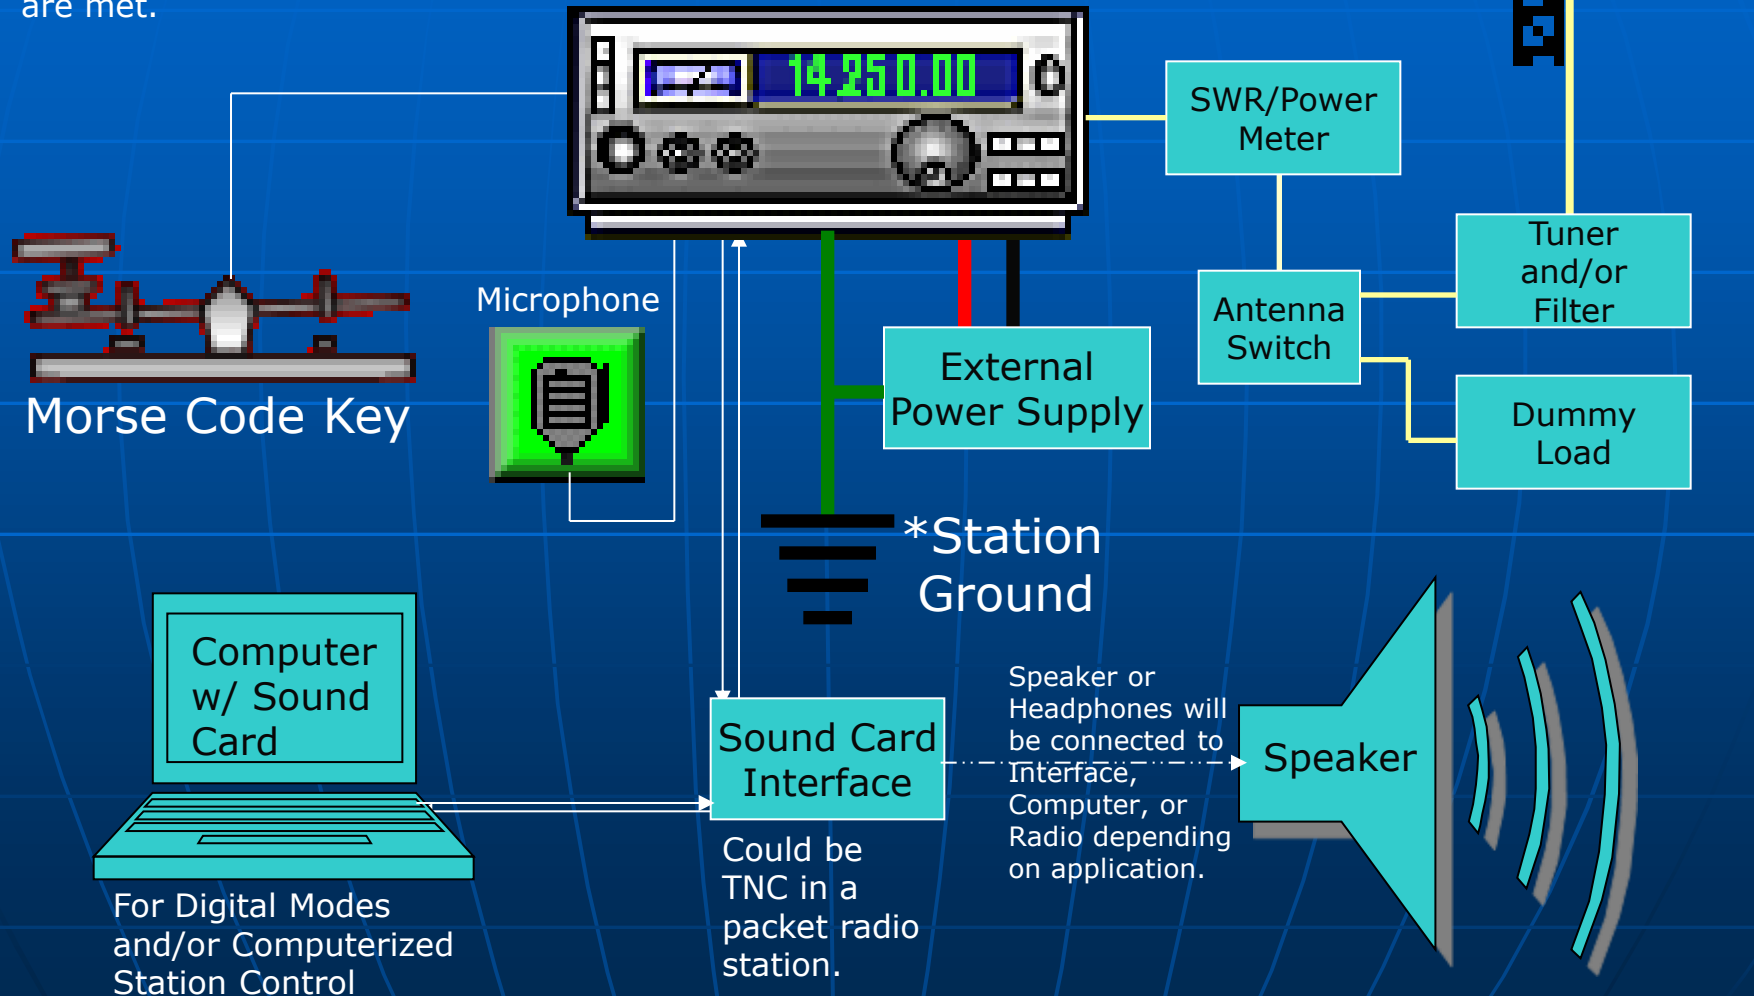 are met.
14.250.00
SWR/Power
Meter
Tuner
and/or
Filter
Antenna
Switch
Microphone
External
Power Supply
Morse Code Key
Dummy
Load
*Station
Ground
Computer
w/ Sound
Card
Sound Card
Interface
Speaker or
Headphones will
be connected to
Interface,
Computer, or
Radio depending
on application.
Speaker
Could be
TNC in a
packet radio
station.
For Digital Modes
and/or Computerized
Station Control